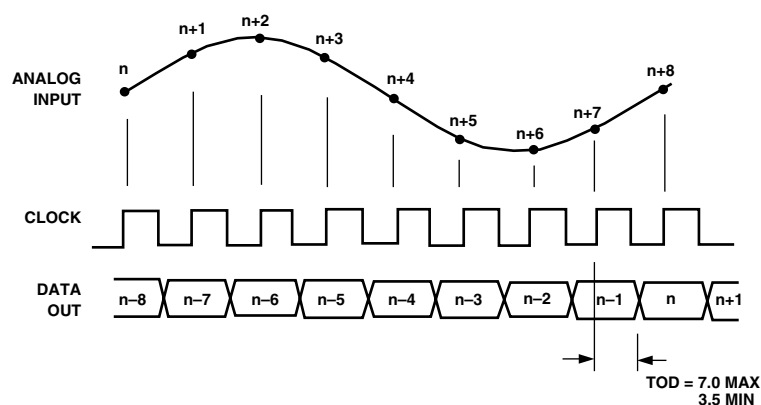 n
n+1
n+2
n+3
n+4
n+5
n+6
n+7
n+8
ANALOG
INPUT
CLOCK
DATA
OUT
n–8
n–7
n–6
n–5
n–4
n–3
n–2
n–1
n
n+1
TOD = 7.0 MAX
3.5 MIN